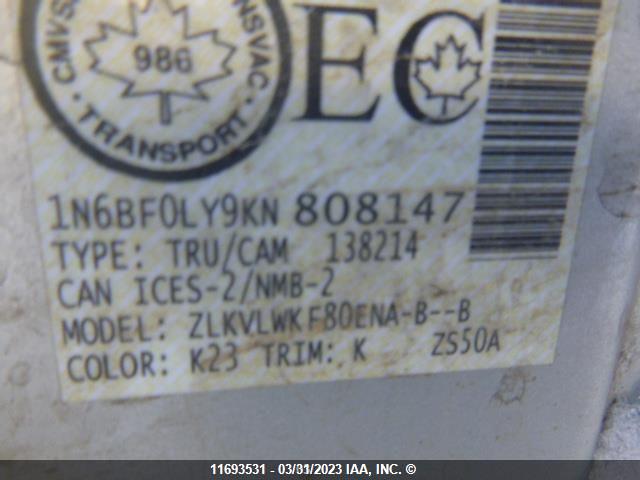 CMVSS NSVAC
986
TRANSPORT
EC
1N6BF0LY9KN 808147
TYPE: TRU/CAM 138214
CAN ICES-2/NMB-2
MODEL: ZLKVLWKF80ENA-B--B
COLOR: K23 TRIM: K ZS50A
11693531 - 03/31/2023 IAA, Inc. ©